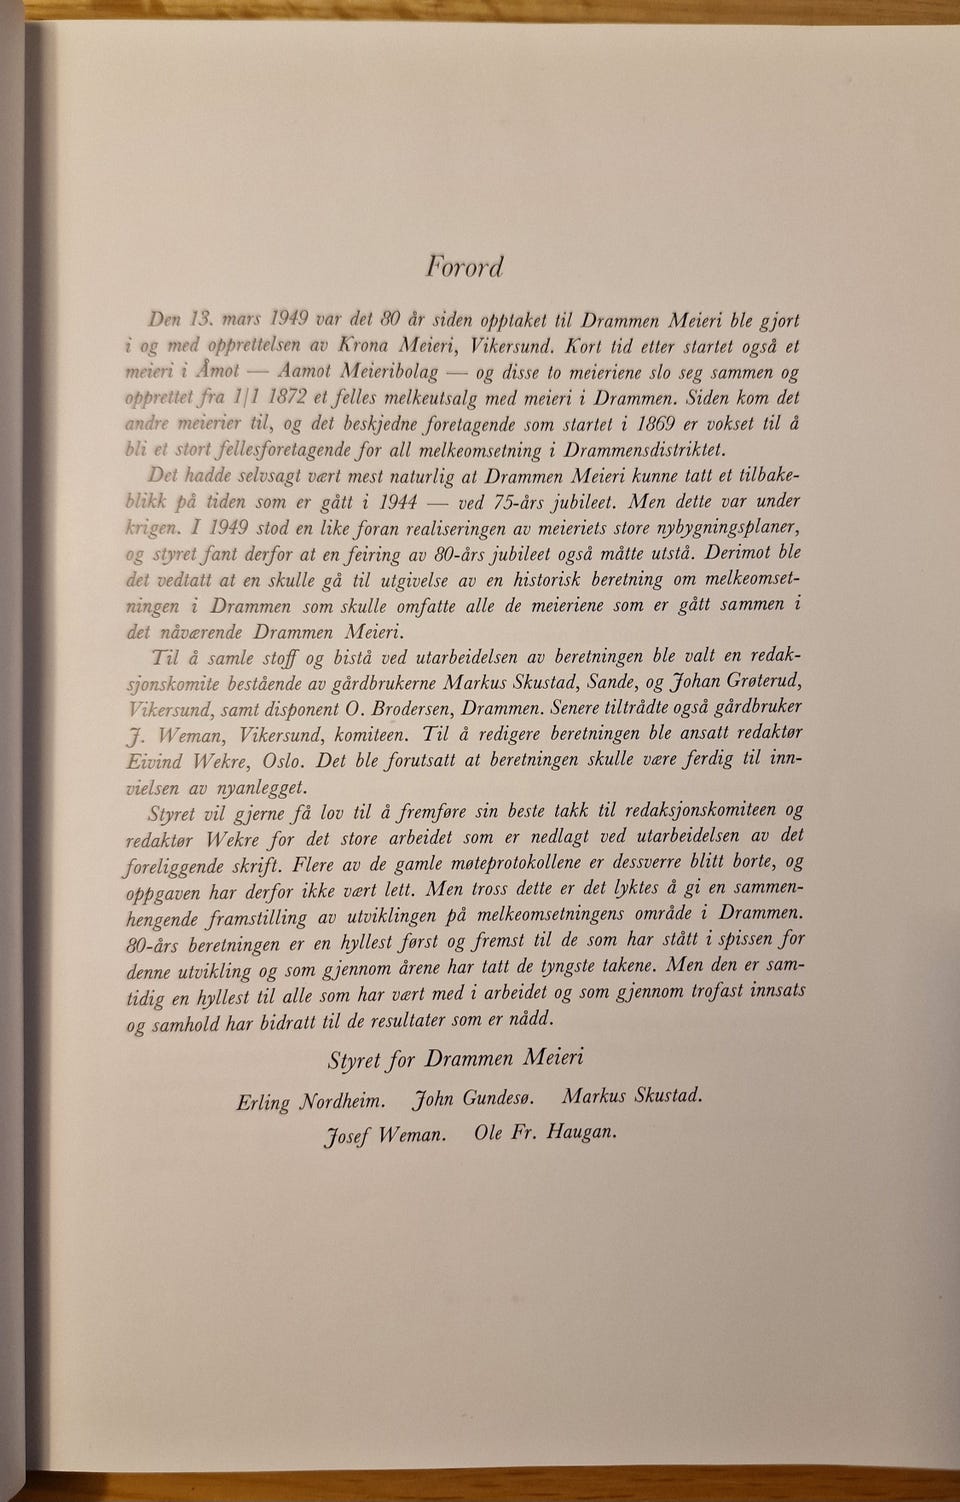 Forord
Den 13. mars 1949 var det 80 år siden opptaket til Drammen Meieri ble gjort
i og med opprettelsen av Krona Meieri, Vikersund. Kort tid etter startet også et
meieri i Åmot — Aamot Meieribolag — og disse to meieriene slo seg sammen og
opprettet fra 1/1 1872 et felles melkeutsalg med meieri i Drammen. Siden kom det
andre meierier til, og det beskjedne foretagende som startet i 1869 er vokset til å
bli et stort fellesforetagende for all melkeomsetning i Drammensdistriktet.
Det hadde selvsagt vært mest naturlig at Drammen Meieri kunne tatt et tilbake-
blikk på tiden som er gått i 1944 — ved 75-års jubileet. Men dette var under
krigen. I 1949 stod en like foran realiseringen av meieriets store nybygningsplaner,
og styret fant derfor at en feiring av 80-års jubileet også måtte utstå. Derimot ble
det vedtatt at en skulle gå til utgivelse av en historisk beretning om melkeomset-
ningen i Drammen som skulle omfatte alle de meieriene som er gått sammen i
det nåværende Drammen Meieri.
Til å samle stoff og bistå ved utarbeidelsen av beretningen ble valt en redak-
sjonskomite bestående av gårdbrukerne Markus Skustad, Sande, og Johan Grøterud,
Vikersund, samt disponent O. Brodersen, Drammen. Senere tiltrådte også gårdbruker
J. Weman, Vikersund, komiteen. Til å redigere beretningen ble ansatt redaktør
Eivind Wekre, Oslo. Det ble forutsatt at beretningen skulle være ferdig til inn-
vielsen av nyanlegget.
Styret vil gjerne få lov til å fremføre sin beste takk til redaksjonskomiteen og
redaktør Wekre for det store arbeidet som er nedlagt ved utarbeidelsen av det
foreliggende skrift. Flere av de gamle møteprotokollene er dessverre blitt borte, og
oppgaven har derfor ikke vært lett. Men tross dette er det lyktes å gi en sammen-
hengende framstilling av utviklingen på melkeomsetningens område i Drammen.
80-års beretningen er en hyllest først og fremst til de som har stått i spissen for
denne utvikling og som gjennom årene har tatt de tyngste takene. Men den er sam-
tidig en hyllest til alle som har vært med i arbeidet og som gjennom trofast innsats
og samhold har bidratt til de resultater som er nådd.
Styret for Drammen Meieri
Erling Nordheim. John Gundesø. Markus Skustad.
Josef Weman. Ole Fr. Haugan.